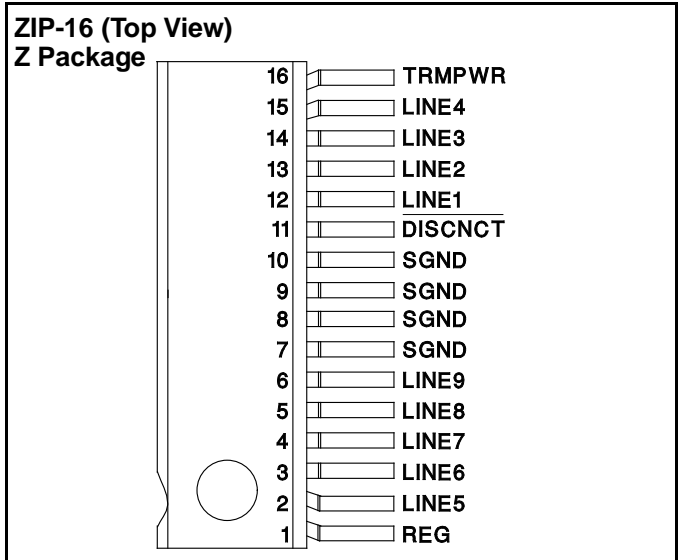 ZIP-16 (Top View)
Z Package
16 TRMPWR
15 LINE4
14 LINE3
13 LINE2
12 LINE1
11 DISCNCT
10 SGND
9 SGND
8 SGND
7 SGND
6 LINE9
5 LINE8
4 LINE7
3 LINE6
2 LINE5
1 REG